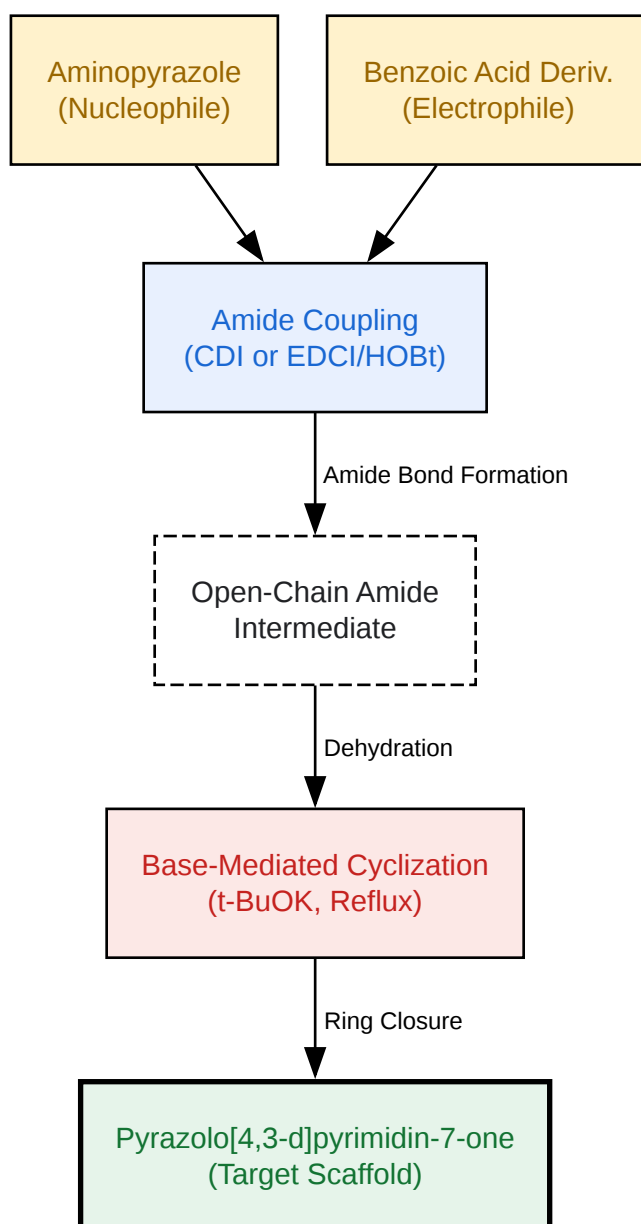 Aminopyrazole
(Nucleophile)
Benzoic Acid Deriv.
(Electrophile)
Amide Coupling
(CDI or EDCI/HOBt)
Amide Bond Formation
Open-Chain Amide
Intermediate
Dehydration
Base-Mediated Cyclization
(t-BuOK, Reflux)
Ring Closure
Pyrazolo[4,3-d]pyrimidin-7-one
(Target Scaffold)